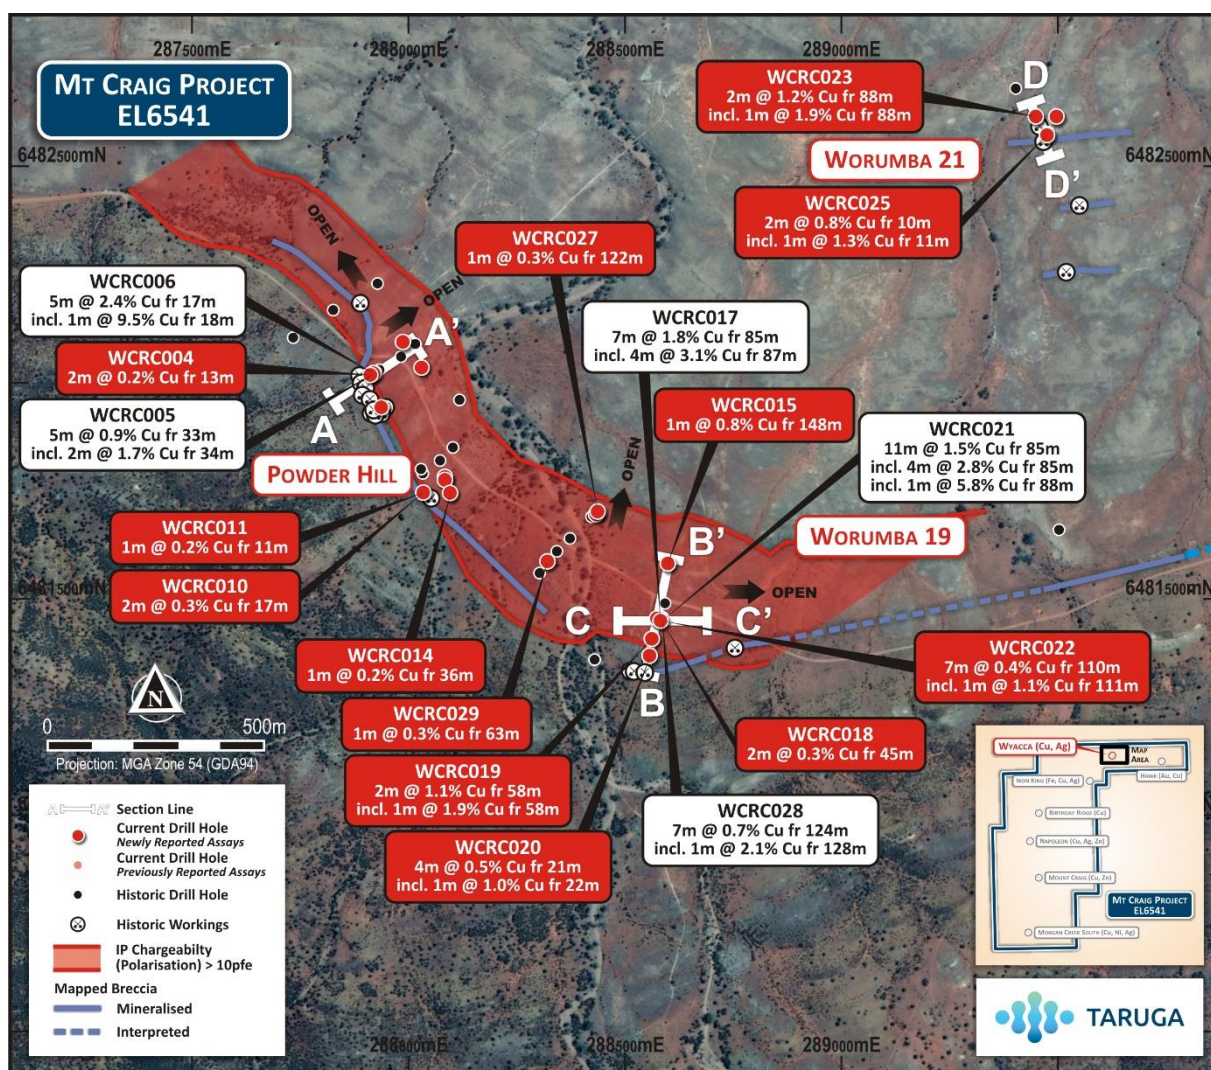 287500mE
288000mE
288500mE
289000mE
MT CRAIG PROJECT
EL6541
6482500mN
6482500mN
WCRC023
2m @ 1.2% Cu fr 88m
incl. 1m @ 1.9% Cu fr 88m
D
WORUMBA 21
D'
WCRC025
2m @ 0.8% Cu fr 10m
incl. 1m @ 1.3% Cu fr 11m
OPEN
OPEN
WCRC027
1m @ 0.3% Cu fr 122m
WCRC006
5m @ 2.4% Cu fr 17m
incl. 1m @ 9.5% Cu fr 18m
A'
WCRC017
7m @ 1.8% Cu fr 85m
incl. 4m @ 3.1% Cu fr 87m
WCRC004
2m @ 0.2% Cu fr 13m
WCRC015
1m @ 0.8% Cu fr 148m
WCRC005
5m @ 0.9% Cu fr 33m
incl. 2m @ 1.7% Cu fr 34m
A
WCRC021
11m @ 1.5% Cu fr 85m
incl. 4m @ 2.8% Cu fr 85m
incl. 1m @ 5.8% Cu fr 88m
POWDER HILL
OPEN
WCRC011
1m @ 0.2% Cu fr 11m
WORUMBA 19
B'
WCRC010
2m @ 0.3% Cu fr 17m
6481500mN
6481500mN
OPEN
C
C'
WCRC014
1m @ 0.2% Cu fr 36m
WCRC022
7m @ 0.4% Cu fr 110m
incl. 1m @ 1.1% Cu fr 111m
B
N
0
500m
Projection: MGA Zone 54 (GDA94)
WCRC029
1m @ 0.3% Cu fr 63m
WCRC018
2m @ 0.3% Cu fr 45m
WCRC019
2m @ 1.1% Cu fr 58m
incl. 1m @ 1.9% Cu fr 58m
WCRC028
7m @ 0.7% Cu fr 124m
incl. 1m @ 2.1% Cu fr 128m
WCRC020
4m @ 0.5% Cu fr 21m
incl. 1m @ 1.0% Cu fr 22m
A A' Section Line
Current Drill Hole
Newly Reported Assays
Current Drill Hole
Previously Reported Assays
Historic Drill Hole
Historic Workings
IP Chargeabilty
(Polarisation) > 10pfe
Mapped Breccia
Mineralised
Interpreted
WYACCA (Cu, Ag)
MAP
AREA
IRON KING (Fe, Cu, Ag)
HAWK (Au, Cu)
BIRTHDAY RIDGE (Cu)
NAPOLEON (Cu, Ag, Zn)
MOUNT CRAIG (Cu, Zn)
MT CRAIG PROJECT
EL6541
MORGAN CREEK SOUTH (Cu, Ni, Ag)
TARUGA
288000mE
288500mE
289000mE